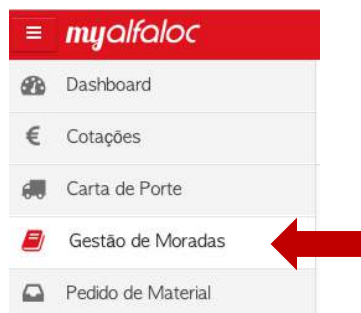 myalfaloc
Dashboard
Cotações
Carta de Porte
Gestão de Moradas
Pedido de Material